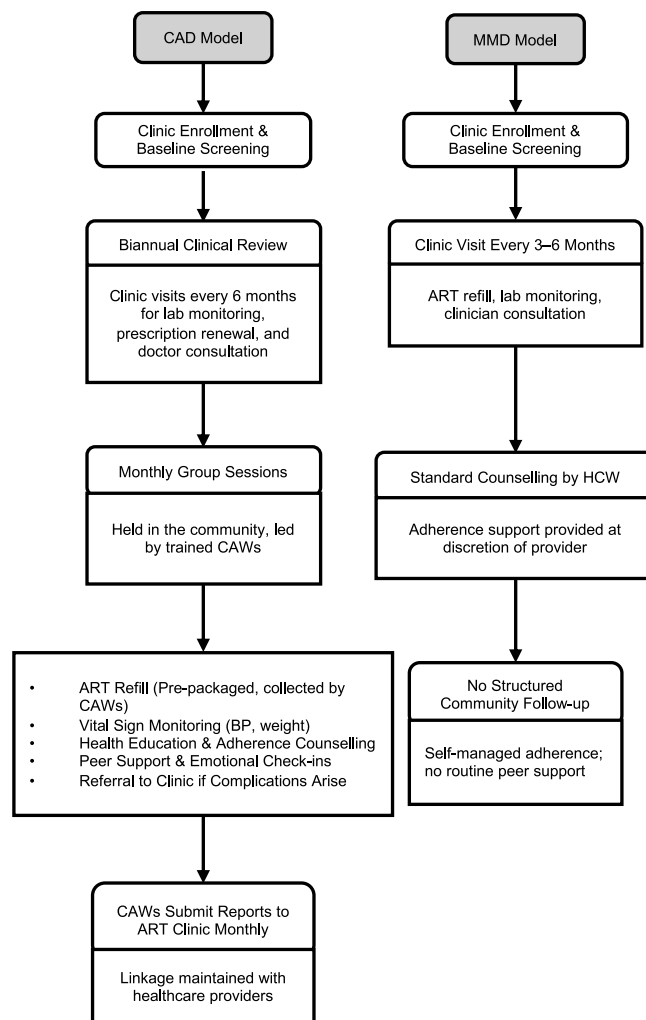 CAD Model
Clinic Enrollment &
Baseline Screening
Biannual Clinical Review
Clinic visits every 6 months
for lab monitoring,
prescription renewal, and
doctor consultation
Monthly Group Sessions
Held in the community, led
by trained CAWs
• ART Refill (Pre-packaged, collected by
CAWs)
• Vital Sign Monitoring (BP, weight)
• Health Education & Adherence Counselling
• Peer Support & Emotional Check-ins
• Referral to Clinic if Complications Arise
CAWs Submit Reports to
ART Clinic Monthly
Linkage maintained with
healthcare providers
MMD Model
Clinic Enrollment &
Baseline Screening
Clinic Visit Every 3–6 Months
ART refill, lab monitoring,
clinician consultation
Standard Counselling by HCW
Adherence support provided at
discretion of provider
No Structured
Community Follow-up
Self-managed adherence;
no routine peer support